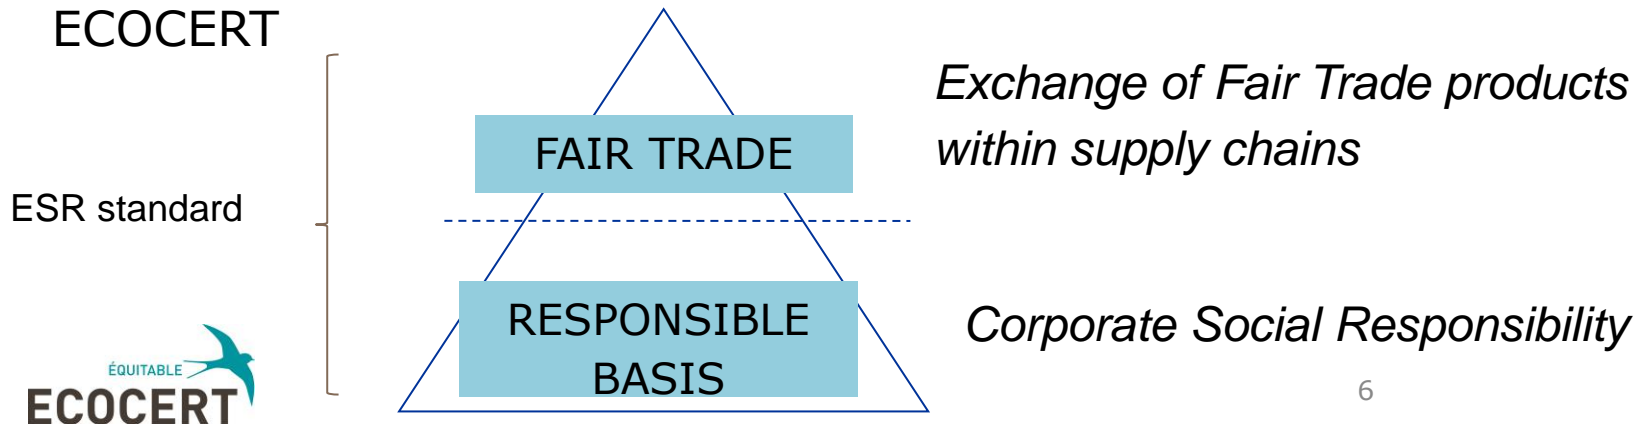 ECOCERT
ESR standard
FAIR TRADE
Exchange of Fair Trade products
within supply chains
RESPONSIBLE
BASIS
Corporate Social Responsibility
ÉQUITABLE
ECOCERT
6